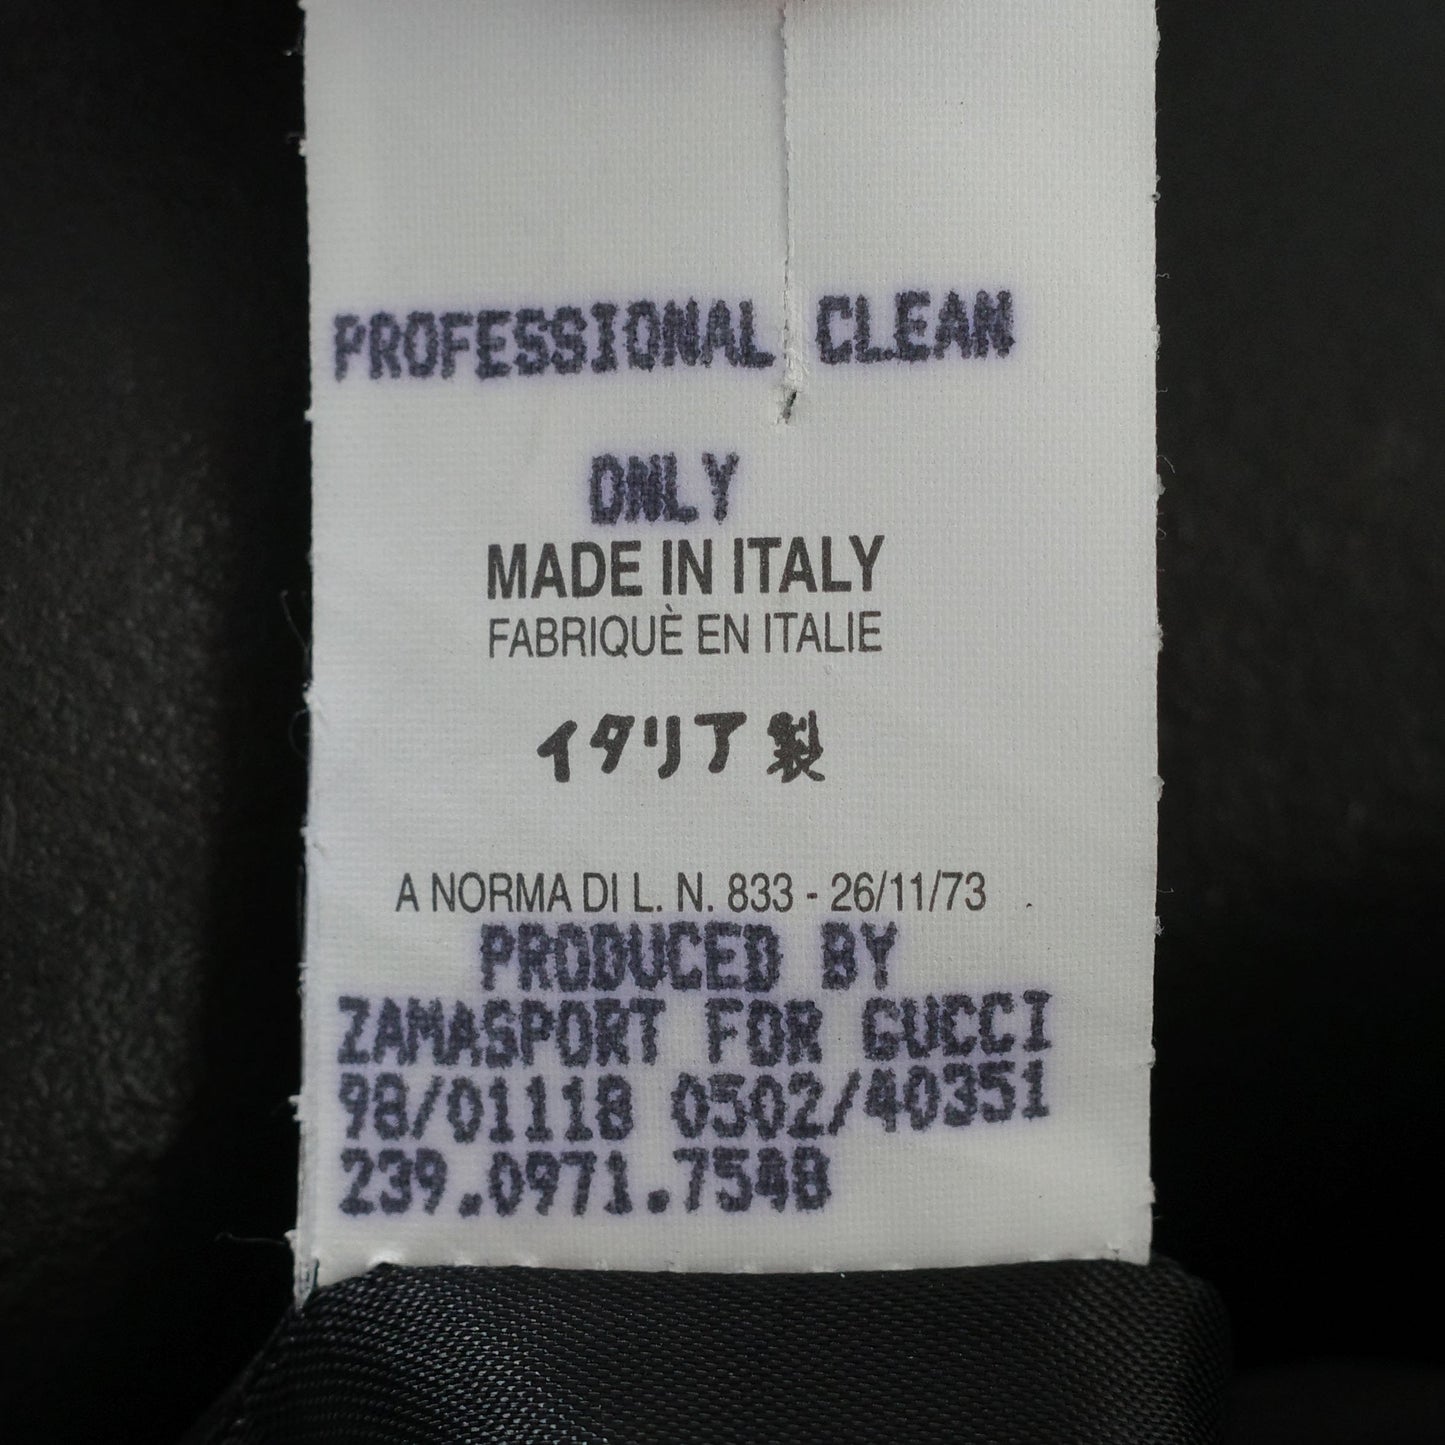 PROFESSIONAL CLEAN
ONLY
MADE IN ITALY
FABRIQUÈ EN ITALIE
イタリア製
A NORMA DI L. N. 833 - 26/11/73
PRODUCED BY
ZAMASPORT FOR GUCCI
98/01118 0502/40351
239.0971.7548